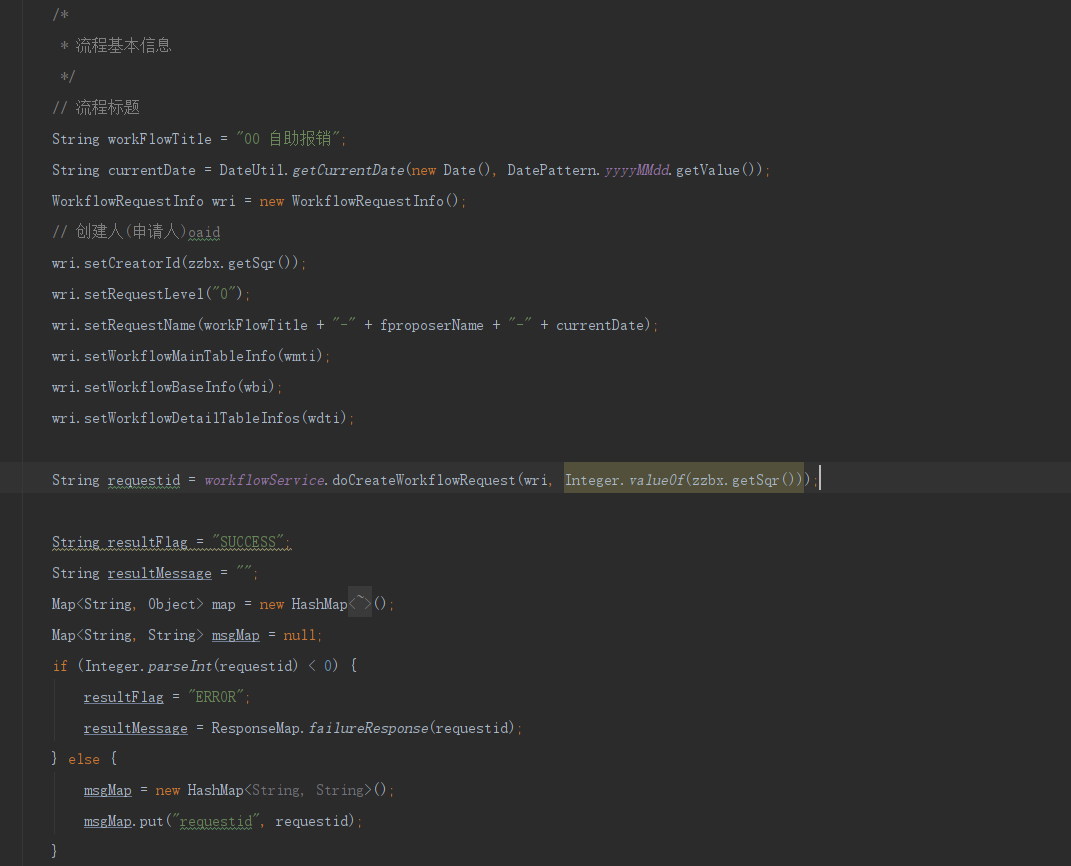 /*
* 流程基本信息
*/
// 流程标题
String workFlowTitle = "00 自助报销";
String currentDate = DateUtil.getCurrentDate(new Date(), DatePattern.yyyyMMdd.getValue());
WorkflowRequestInfo wri = new WorkflowRequestInfo();
// 创建人(申请人)oaid
wri.setCreatorId(zzbx.getSqr());
wri.setRequestLevel("0");
wri.setRequestName(workFlowTitle + "-" + fproposerName + "-" + currentDate);
wri.setWorkflowMainTableInfo(wmti);
wri.setWorkflowBaseInfo(wbi);
wri.setWorkflowDetailTableInfos(wdti);
String requestid = workflowService.doCreateWorkflowRequest(wri, Integer.valueOf(zzbx.getSqr()));
String resultFlag = "SUCCESS";
String resultMessage = "";
Map<String, Object> map = new HashMap<~>();
Map<String, String> msgMap = null;
if (Integer.parseInt(requestid) < 0) {
resultFlag = "ERROR";
resultMessage = ResponseMap.failureResponse(requestid);
} else {
msgMap = new HashMap<String, String>();
msgMap.put("requestid", requestid);
}